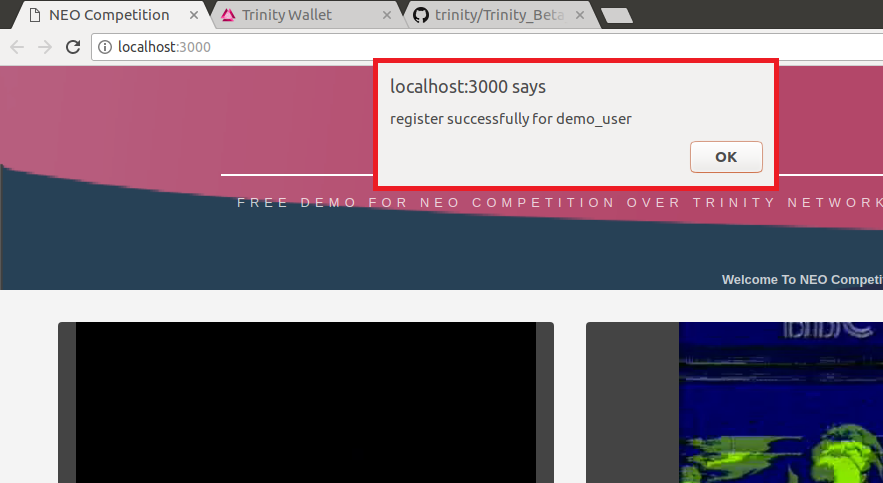 NEO Competition
Trinity Wallet
trinity/Trinity_Beta
localhost:3000
localhost:3000 says
register successfully for demo_user
OK
FREE DEMO FOR NEO COMPETITION OVER TRINITY NETWORK
Welcome To NEO Competi
BBC